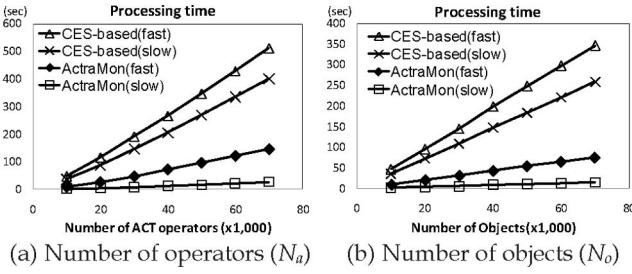 Processing time
(sec)
600
500
400
300
200
100
0
CES-based(fast)
CES-based(slow)
ActraMon(fast)
ActraMon(slow)
0 20 40 60 80
Number of ACT operators (x1,000)
(a) Number of operators (Na)
Processing time
(sec)
400
350
300
250
200
150
100
50
0
CES-based(fast)
CES-based(slow)
ActraMon(fast)
ActraMon(slow)
0 20 40 60 80
Number of Objects(x1,000)
(b) Number of objects (No)